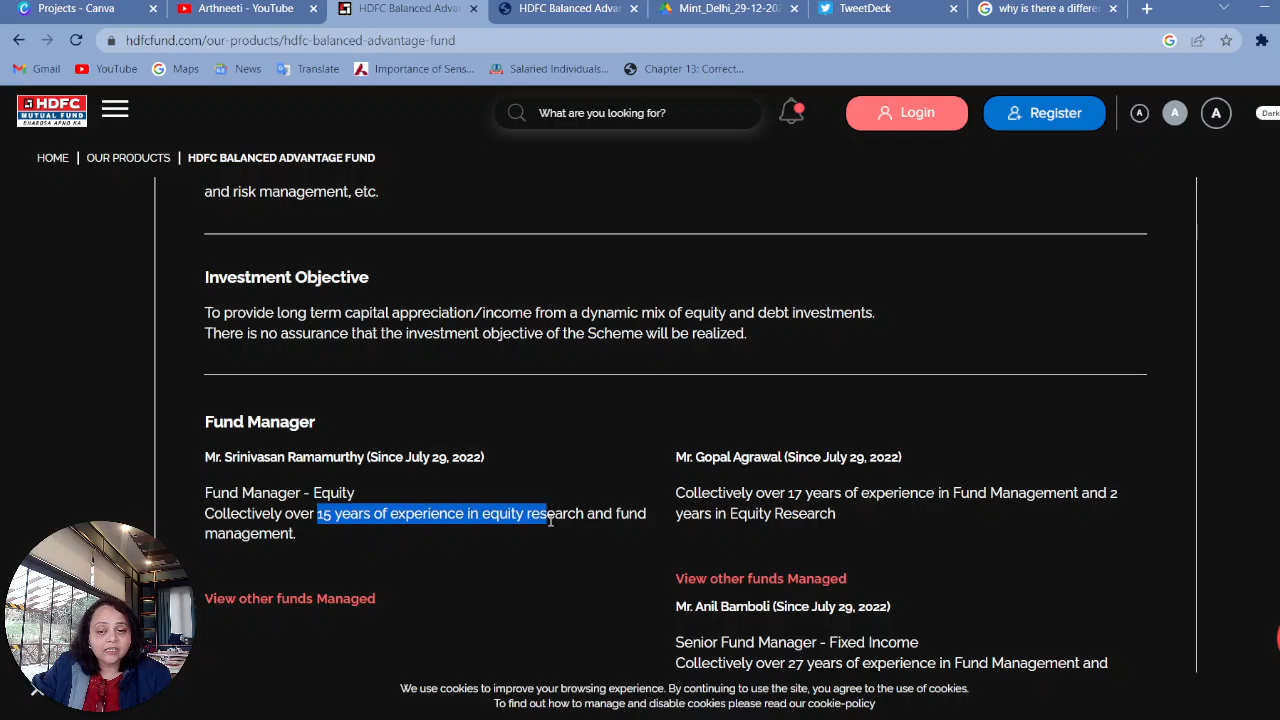 Projects - Canva
Arthneeti - YouTube
HDFC Balanced Advantage F
HDFC Balanced Adva
Mint_Delhi_29-12-202
TweetDeck
why is there a differe
hdfcfund.com/our-products/hdfc-balanced-advantage-fund
Gmail
YouTube
Maps
News
Translate
Importance of Sens...
Salaried Individuals...
Chapter 13: Correct...
HDFC
MUTUAL FUND
BHAROSA APNO KA
What are you looking for?
Login
Register
A
A
A
Dark
HOME | OUR PRODUCTS | HDFC BALANCED ADVANTAGE FUND
and risk management, etc.
Investment Objective
To provide long term capital appreciation/income from a dynamic mix of equity and debt investments.
There is no assurance that the investment objective of the Scheme will be realized.
Fund Manager
Mr. Srinivasan Ramamurthy (Since July 29, 2022)
Fund Manager - Equity
Collectively over 15 years of experience in equity research and fund
management.
View other funds Managed
Mr. Gopal Agrawal (Since July 29, 2022)
Collectively over 17 years of experience in Fund Management and 2
years in Equity Research
View other funds Managed
Mr. Anil Bamboli (Since July 29, 2022)
Senior Fund Manager - Fixed Income
Collectively over 27 years of experience in Fund Management and
We use cookies to improve your browsing experience. By continuing to use the site, you agree to the use of cookies.
To find out how to manage and disable cookies please read our cookie-policy